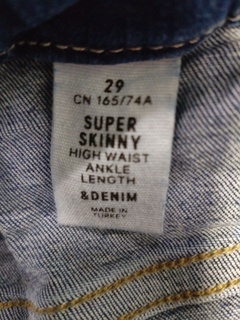 29
CN 165/74A
SUPER
SKINNY
HIGH WAIST
ANKLE
LENGTH
&DENIM
MADE IN
TURKEY